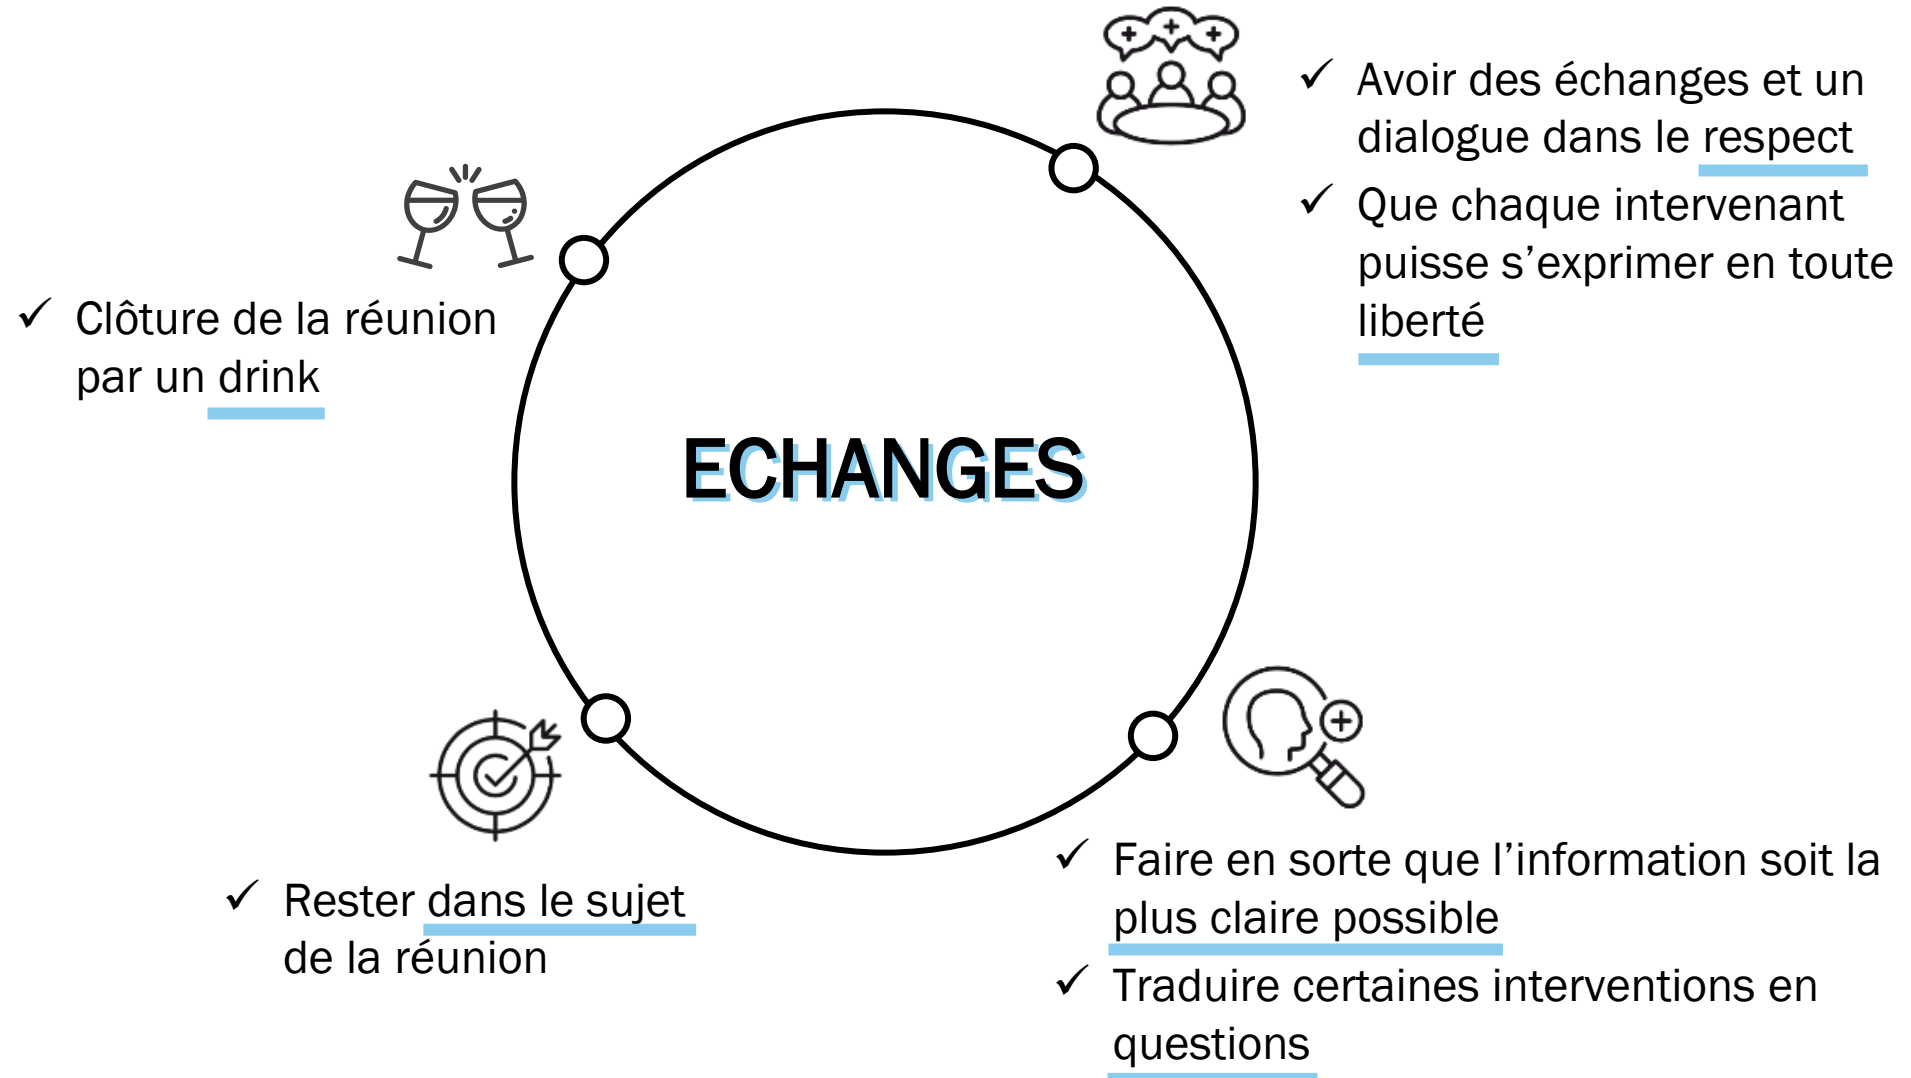 ✓ Avoir des échanges et un
dialogue dans le respect
✓ Que chaque intervenant
puisse s’exprimer en toute
liberté
✓ Clôture de la réunion
par un drink
ECHANGES
✓ Faire en sorte que l’information soit la
plus claire possible
✓ Traduire certaines interventions en
questions
✓ Rester dans le sujet
de la réunion